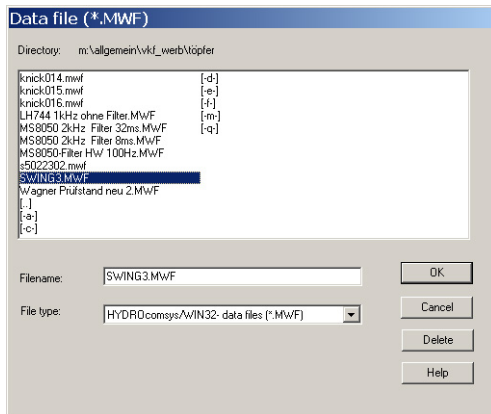 Data file (*.MWF)
Directory: m:\allgemein\vkf_werb\töpfer
knick014.mwf
knick015.mwf
knick016.mwf
LH744 1kHz ohne Filter.MWF
MS8050 2kHz Filter 32ms.MWF
MS8050 2kHz Filter 8ms.MWF
MS8050-Filter HW 100Hz.MWF
s5022302.mwf
SWING3.MWF
Wagner Prüfstand neu 2.MWF
[..]
[-a-]
[-c-]
[-d-]
[-e-]
[-f-]
[-m-]
[-q-]
Filename: SWING3.MWF
File type: HYDROcomsys/WIN32- data files (*.MWF)
OK
Cancel
Delete
Help